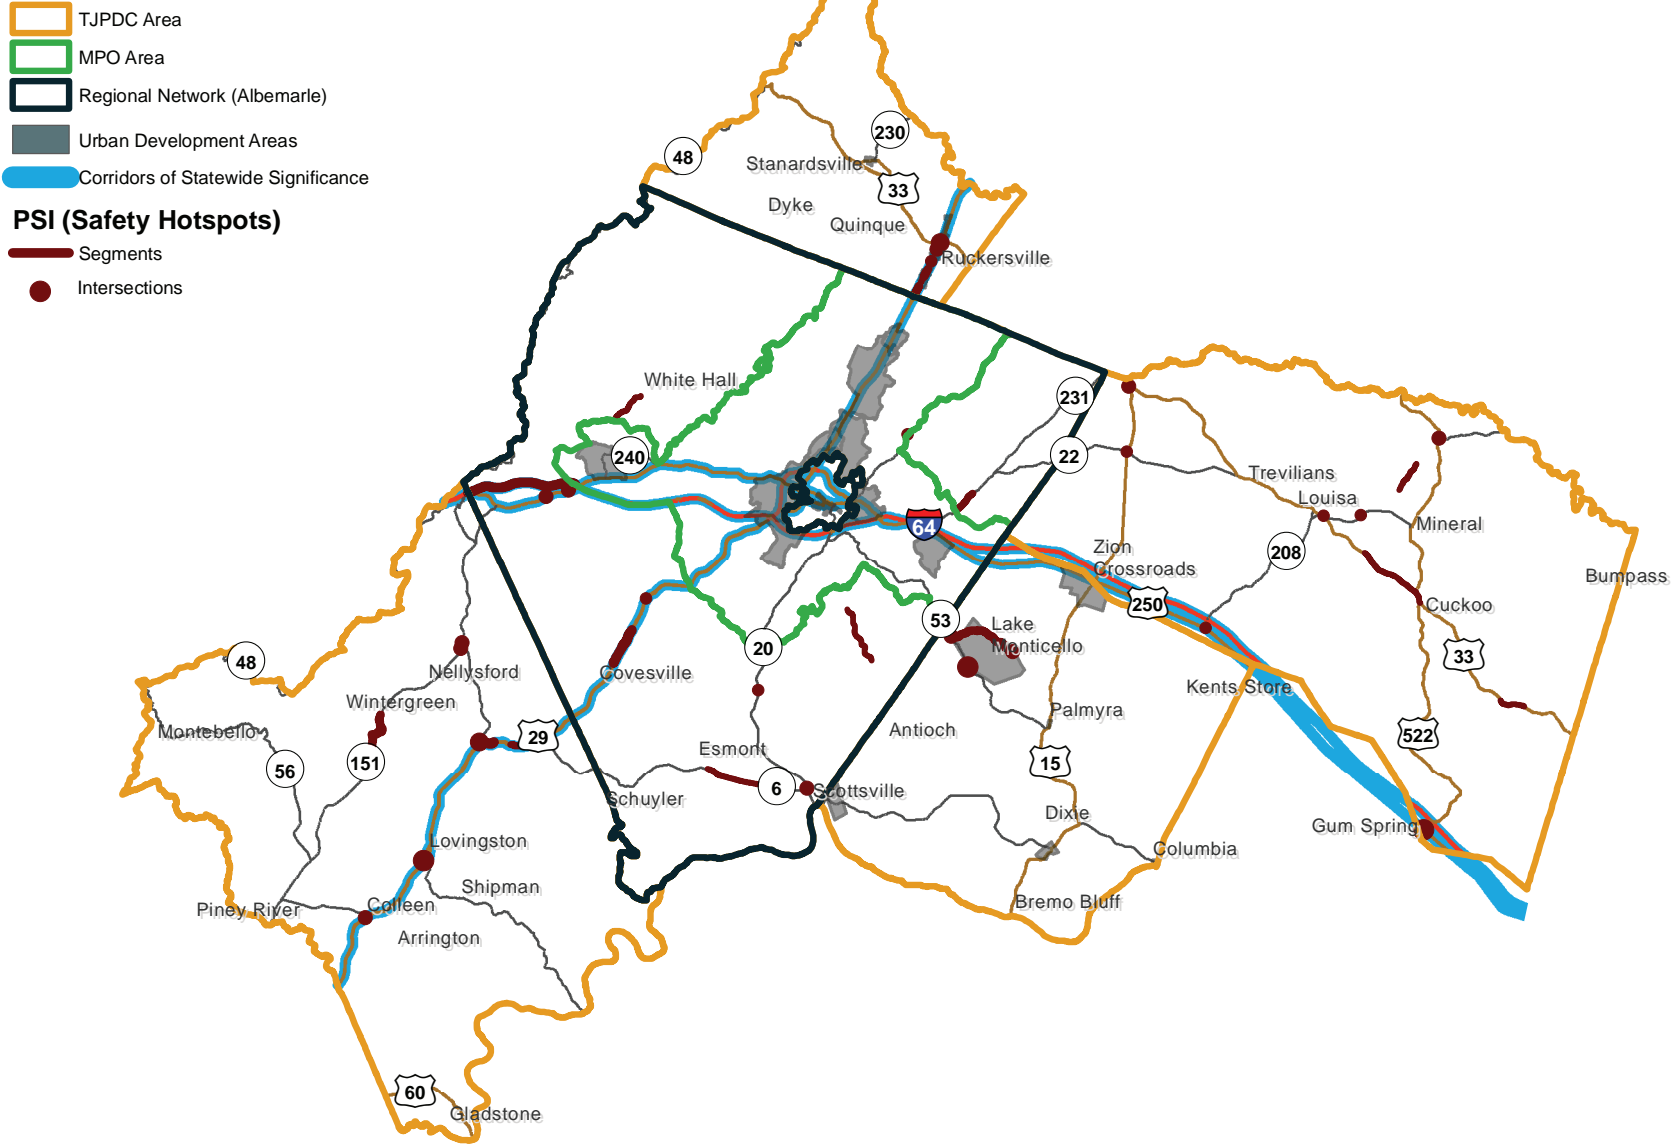 TJPDC Area
MPO Area
Regional Network (Albemarle)
Urban Development Areas
Corridors of Statewide Significance
PSI (Safety Hotspots)
Segments
Intersections
230
48
Stanardsville
33
Dyke
Quinque
Ruckersville
White Hall
231
240
22
Trevilians
Louisa
64
Mineral
Zion
Crossroads
208
Bumpass
250
Cuckoo
53
Lake
Monticello
20
33
48
Nellysford
Covesville
Kents Store
Wintergreen
Palmyra
Montebello
Antioch
29
522
Esmont
56
151
15
6
Scottsville
Schuyler
Dixie
Gum Spring
Lovingston
Columbia
Shipman
Piney River
Colleen
Bremo Bluff
Arrington
60
Gladstone